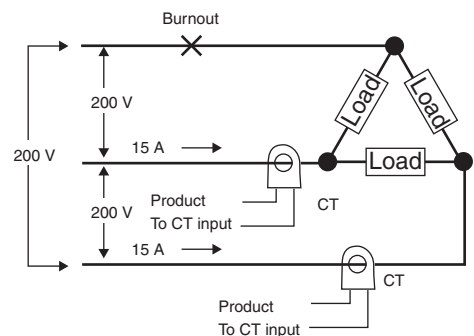 Burnout
200 V
Load
Load
200 V
15 A
Load
Product
To CT input
CT
200 V
15 A
CT
Product
To CT input